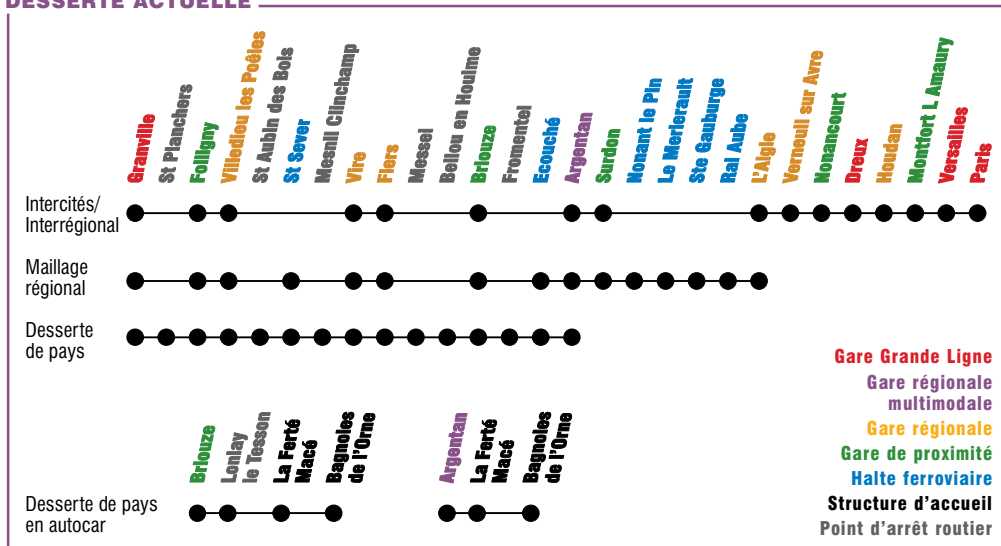 DESSERTE ACTUELLE
Granville
St Planchers
Folligny
Villedieu les Poêles
St Aubin des Bois
St Sever
Mesnil Clinchamp
Vire
Flers
Messei
Bellou en Houlme
Briouze
Fromentel
Ecouché
Argentan
Surdon
Nonant le Pin
Le Merlerault
Ste Gauburge
Rai Aube
L'Aigle
Verneuil sur Avre
Nonancourt
Dreux
Houdan
Montfort L Amaury
Versailles
Paris
Intercités/
Interrégional
Maillage
régional
Desserte
de pays
Gare Grande Ligne
Gare régionale
multimodale
Gare régionale
Gare de proximité
Halte ferroviaire
Structure d'accueil
Point d'arrêt routier
Briouze
Lonlay
le Tesson
La Ferté
Macé
Bagnoles
de l'Orne
Argentan
La Ferté
Macé
Bagnoles
de l'Orne
Desserte de pays
en autocar